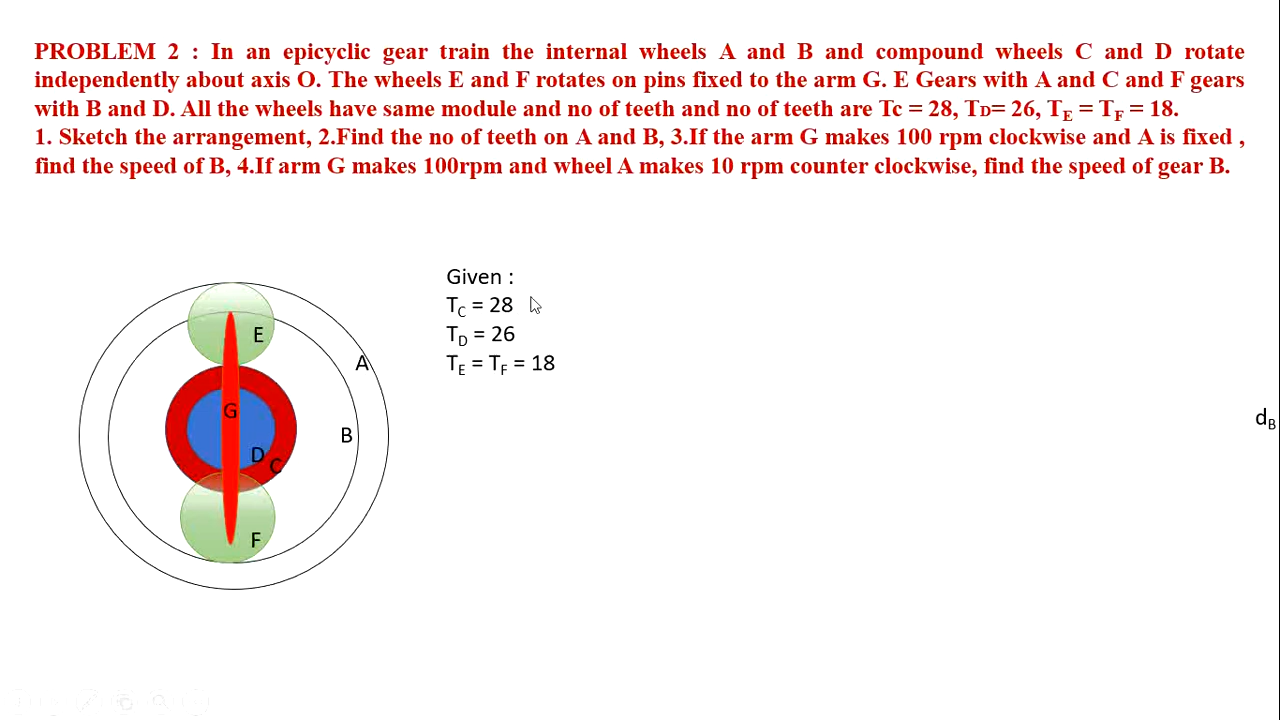 PROBLEM 2 : In an epicyclic gear train the internal wheels A and B and compound wheels C and D rotate
independently about axis O. The wheels E and F rotates on pins fixed to the arm G. E Gears with A and C and F gears
with B and D. All the wheels have same module and no of teeth and no of teeth are Tc = 28, TD= 26, TE = TF = 18.
1. Sketch the arrangement, 2.Find the no of teeth on A and B, 3.If the arm G makes 100 rpm clockwise and A is fixed ,
find the speed of B, 4.If arm G makes 100rpm and wheel A makes 10 rpm counter clockwise, find the speed of gear B.
Given :
TC = 28
TD = 26
TE = TF = 18
E
A
G
B
D
C
F
dB